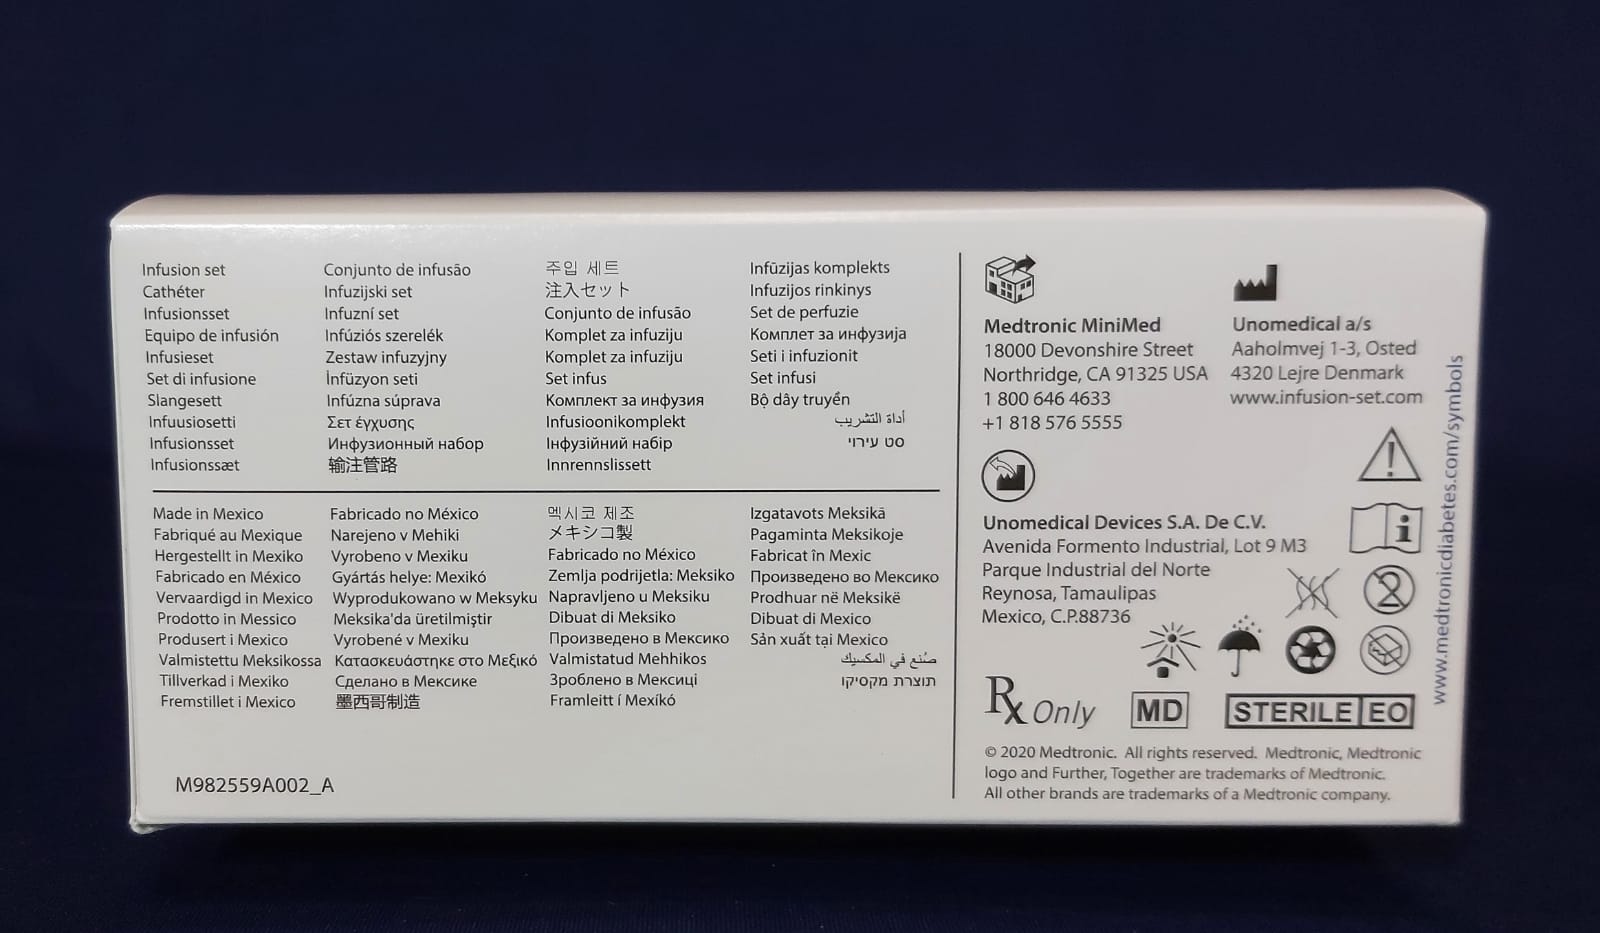 Infusion set
Cathéter
Infusionsset
Equipo de infusión
Infusieset
Set di infusione
Slangesett
Infuusiosetti
Infusionsset
Infusionssæt
Conjunto de infusão
Infuzijski set
Infuzní set
Infúziós szerelék
Zestaw infuzyjny
İnfüzyon seti
Infúzna súprava
Σετ έγχυσης
Инфузионный набор
输注管路
주입 세트
注入セット
Conjunto de infusão
Komplet za infuziju
Komplet za infuziju
Set infus
Комплект за инфузия
Infusioonikomplekt
Інфузійний набір
Innrennslissett
Infūzijas komplekts
Infuzijos rinkinys
Set de perfuzie
Комплет за инфузија
Seti i infuzionit
Set infusi
Bộ dây truyền
أداة التشريب
סט עירוי
Made in Mexico
Fabriqué au Mexique
Hergestellt in Mexiko
Fabricado en México
Vervaardigd in Mexico
Prodotto in Messico
Produsert i Mexico
Valmistettu Meksikossa
Tillverkad i Mexiko
Fremstillet i Mexico
Fabricado no México
Narejeno v Mehiki
Vyrobeno v Mexiku
Gyártás helye: Mexikó
Wyprodukowano w Meksyku
Meksika'da üretilmiştir
Vyrobené v Mexiku
Κατασκευάστηκε στο Μεξικό
Сделано в Мексике
墨西哥制造
멕시코 제조
メキシコ製
Fabricado no México
Zemlja podrijetla: Meksiko
Napravljeno u Meksiku
Dibuat di Meksiko
Произведено в Мексико
Valmistatud Mehhikos
Зроблено в Мексиці
Framleitt í Mexíkó
Izgatavots Meksikā
Pagaminta Meksikoje
Fabricat în Mexic
Произведено во Мексико
Prodhuar në Meksikë
Dibuat di Mexico
Sản xuất tại Mexico
صُنع في المكسيك
תוצרת מקסיקו
M982559A002_A
Medtronic MiniMed
18000 Devonshire Street
Northridge, CA 91325 USA
1 800 646 4633
+1 818 576 5555
Unomedical a/s
Aaholmvej 1-3, Osted
4320 Lejre Denmark
www.infusion-set.com
Unomedical Devices S.A. De C.V.
Avenida Formento Industrial, Lot 9 M3
Parque Industrial del Norte
Reynosa, Tamaulipas
Mexico, C.P.88736
i
2
Rx Only
MD
STERILE EO
© 2020 Medtronic. All rights reserved. Medtronic, Medtronic
logo and Further, Together are trademarks of Medtronic.
All other brands are trademarks of a Medtronic company.
www.medtronicdiabetes.com/symbols